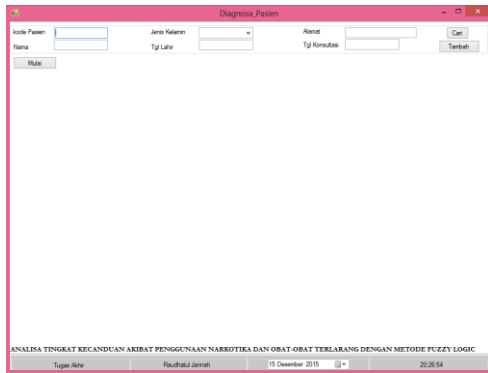 Diagnosa_Pasien
kode Pasien Jenis Kelamin Alamat Cari
Nama Tgl Lahir Tgl Konsultasi Tambah
Mulai
ANALISA TINGKAT KECANDUAN AKIBAT PENGGUNAAN NARKOTIKA DAN OBAT-OBAT TERLARANG DENGAN METODE FUZZY LOGIC
Tugas Akhir Raudhatul Jannah 15 Desember 2015 20:26:54